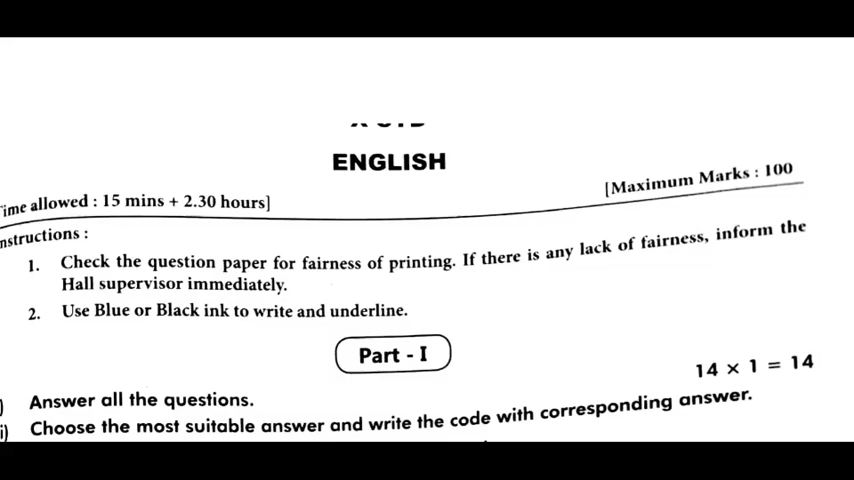 ENGLISH
ime allowed : 15 mins + 2.30 hours]
[Maximum Marks : 100
nstructions :
1. Check the question paper for fairness of printing. If there is any lack of fairness, inform the
Hall supervisor immediately.
2. Use Blue or Black ink to write and underline.
Part - I
14 × 1 = 14
) Answer all the questions.
i) Choose the most suitable answer and write the code with corresponding answer.